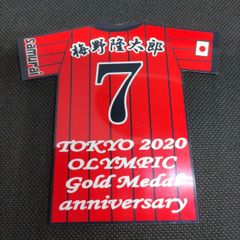 Samurai
梅野隆太郎
7
TOKYO 2020
OLYMPIC
Gold Medal
anniversary